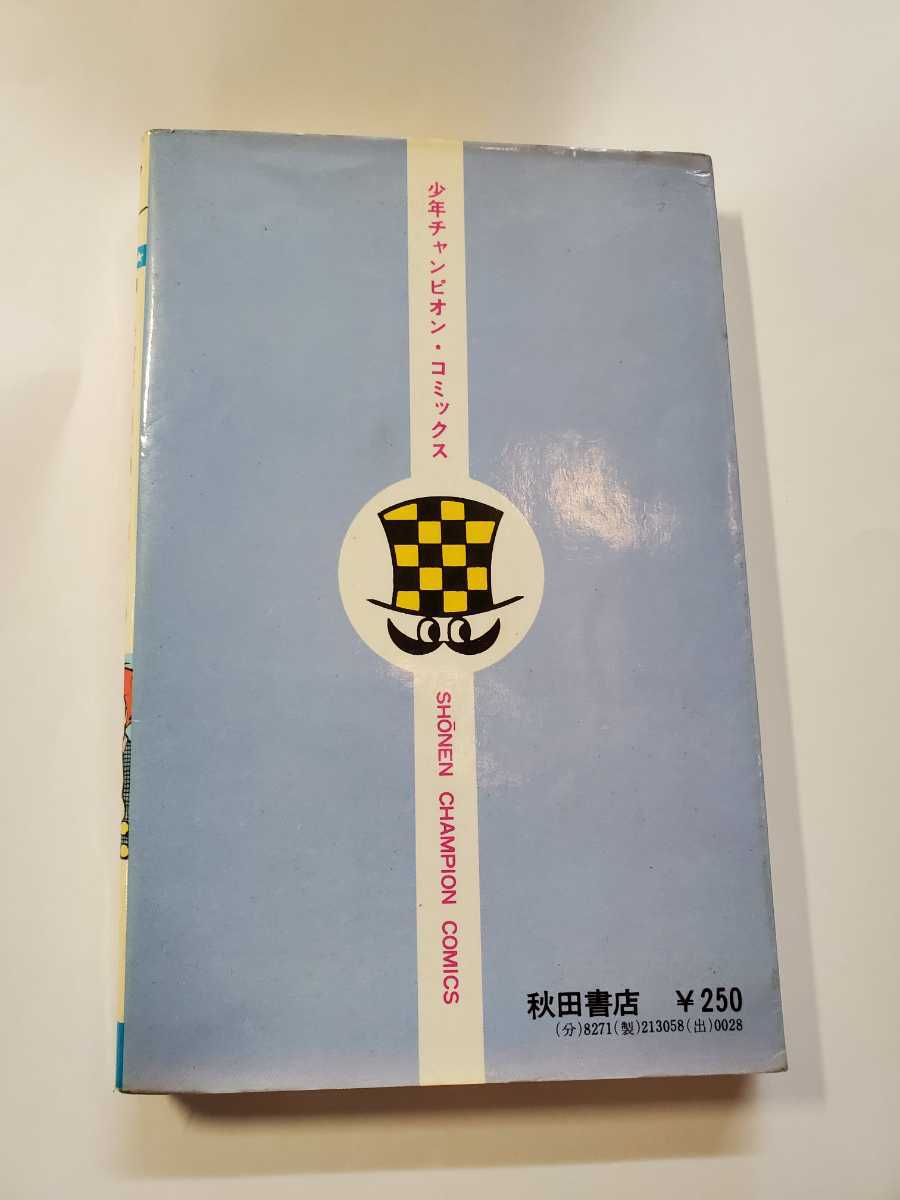 少年チャンピオン・コミックス
SHŌNEN CHAMPION COMICS
秋田書店 ￥250
(分)8271(製)213058(出)0028